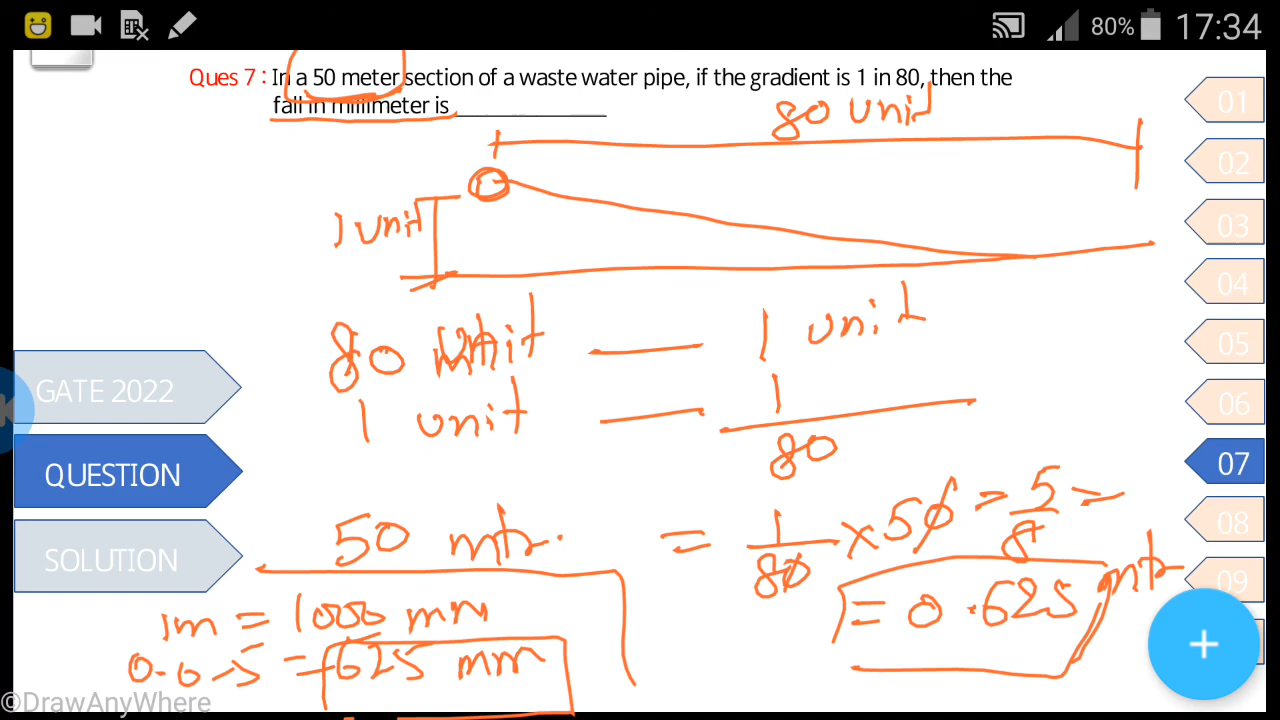 80% 17:34
Ques 7 : In a 50 meter section of a waste water pipe, if the gradient is 1 in 80, then the
fall in millimeter is ______________
80 unit
1 unit
80 unit — 1 unit
1 unit — 1/80
50 mtr. = 1/80 × 50 = 5/8 =
= 0.625 mtr
1m = 1000 mm
= 625 mm
GATE 2022
QUESTION
SOLUTION
01
02
03
04
05
06
07
08
09
+
©DrawAnyWhere